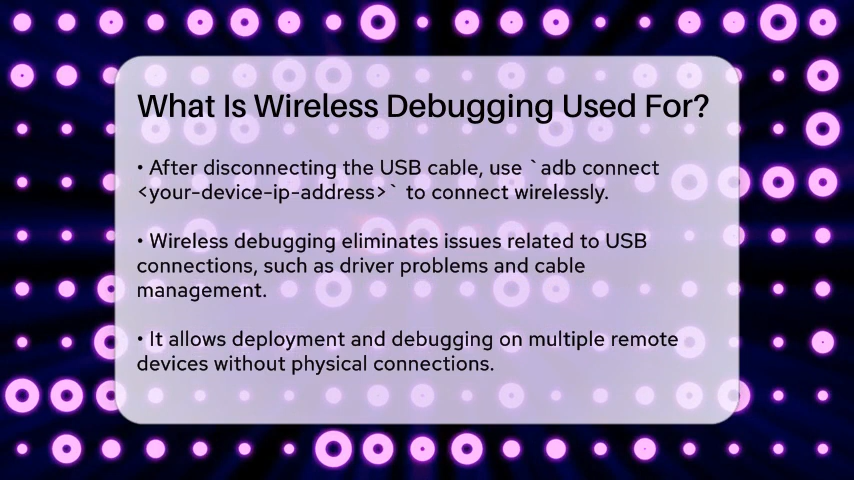 What Is Wireless Debugging Used For?
• After disconnecting the USB cable, use `adb connect
<your-device-ip-address>` to connect wirelessly.
• Wireless debugging eliminates issues related to USB
connections, such as driver problems and cable
management.
• It allows deployment and debugging on multiple remote
devices without physical connections.